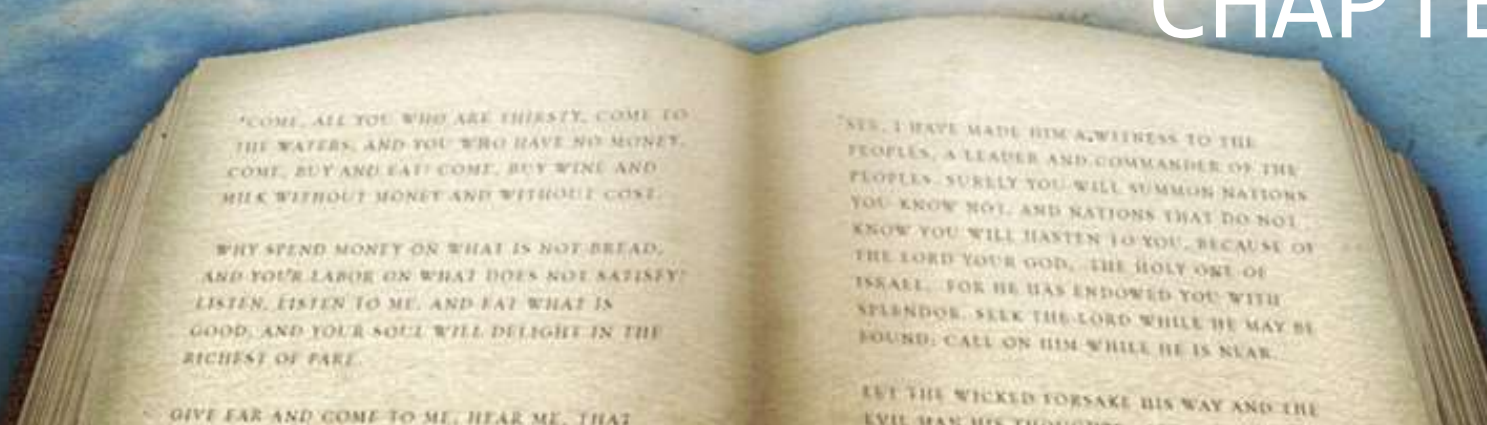 CHAPTE
"COME, ALL YOU WHO ARE THIRSTY, COME TO
THE WATERS, AND YOU WHO HAVE NO MONEY,
COME, BUY AND EAT! COME, BUY WINE AND
MILK WITHOUT MONEY AND WITHOUT COST.
WHY SPEND MONEY ON WHAT IS NOT BREAD,
AND YOUR LABOR ON WHAT DOES NOT SATISFY?
LISTEN, LISTEN TO ME, AND EAT WHAT IS
GOOD, AND YOUR SOUL WILL DELIGHT IN THE
RICHEST OF FARE.
GIVE EAR AND COME TO ME, HEAR ME, THAT
"SEE, I HAVE MADE HIM A WITNESS TO THE
PEOPLES, A LEADER AND COMMANDER OF THE
PEOPLES. SURELY YOU WILL SUMMON NATIONS
YOU KNOW NOT, AND NATIONS THAT DO NOT
KNOW YOU WILL HASTEN TO YOU, BECAUSE OF
THE LORD YOUR GOD, THE HOLY ONE OF
ISRAEL, FOR HE HAS ENDOWED YOU WITH
SPLENDOR. SEEK THE LORD WHILE HE MAY BE
FOUND; CALL ON HIM WHILE HE IS NEAR.
LET THE WICKED FORSAKE HIS WAY AND THE
EVIL MAN HIS THOUGHTS